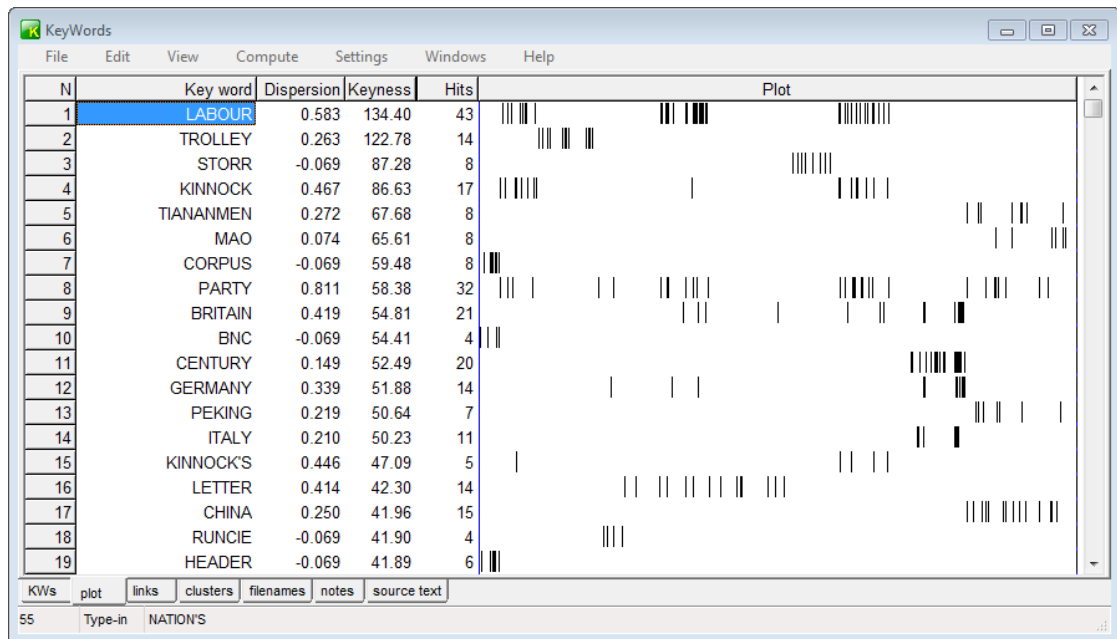 KeyWords
File Edit View Compute Settings Windows Help
N Key word Dispersion Keyness Hits Plot
1 LABOUR 0.583 134.40 43
2 TROLLEY 0.263 122.78 14
3 STORR -0.069 87.28 8
4 KINNOCK 0.467 86.63 17
5 TIANANMEN 0.272 67.68 8
6 MAO 0.074 65.61 8
7 CORPUS -0.069 59.48 8
8 PARTY 0.811 58.38 32
9 BRITAIN 0.419 54.81 21
10 BNC -0.069 54.41 4
11 CENTURY 0.149 52.49 20
12 GERMANY 0.339 51.88 14
13 PEKING 0.219 50.64 7
14 ITALY 0.210 50.23 11
15 KINNOCK'S 0.446 47.09 5
16 LETTER 0.414 42.30 14
17 CHINA 0.250 41.96 15
18 RUNCIE -0.069 41.90 4
19 HEADER -0.069 41.89 6
KWs plot links clusters filenames notes source text
55 Type-in NATION'S